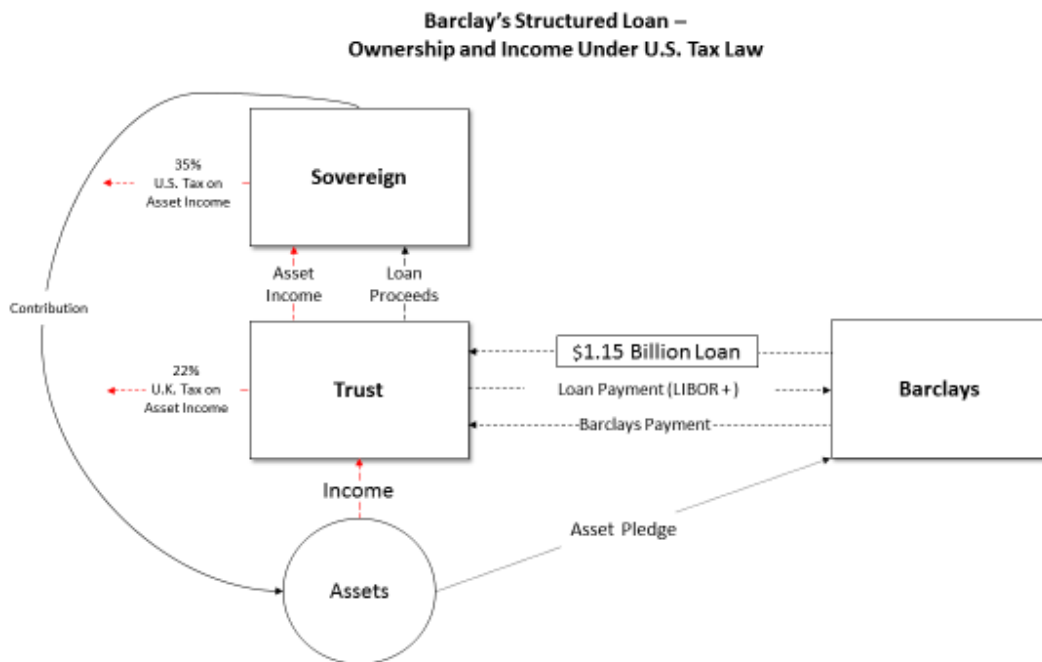 Barclay's Structured Loan –
Ownership and Income Under U.S. Tax Law
35%
U.S. Tax on
Asset Income
Sovereign
Asset
Income
Loan
Proceeds
Contribution
22%
U.K. Tax on
Asset Income
Trust
$1.15 Billion Loan
Loan Payment (LIBOR +)
Barclays Payment
Barclays
Income
Asset Pledge
Assets